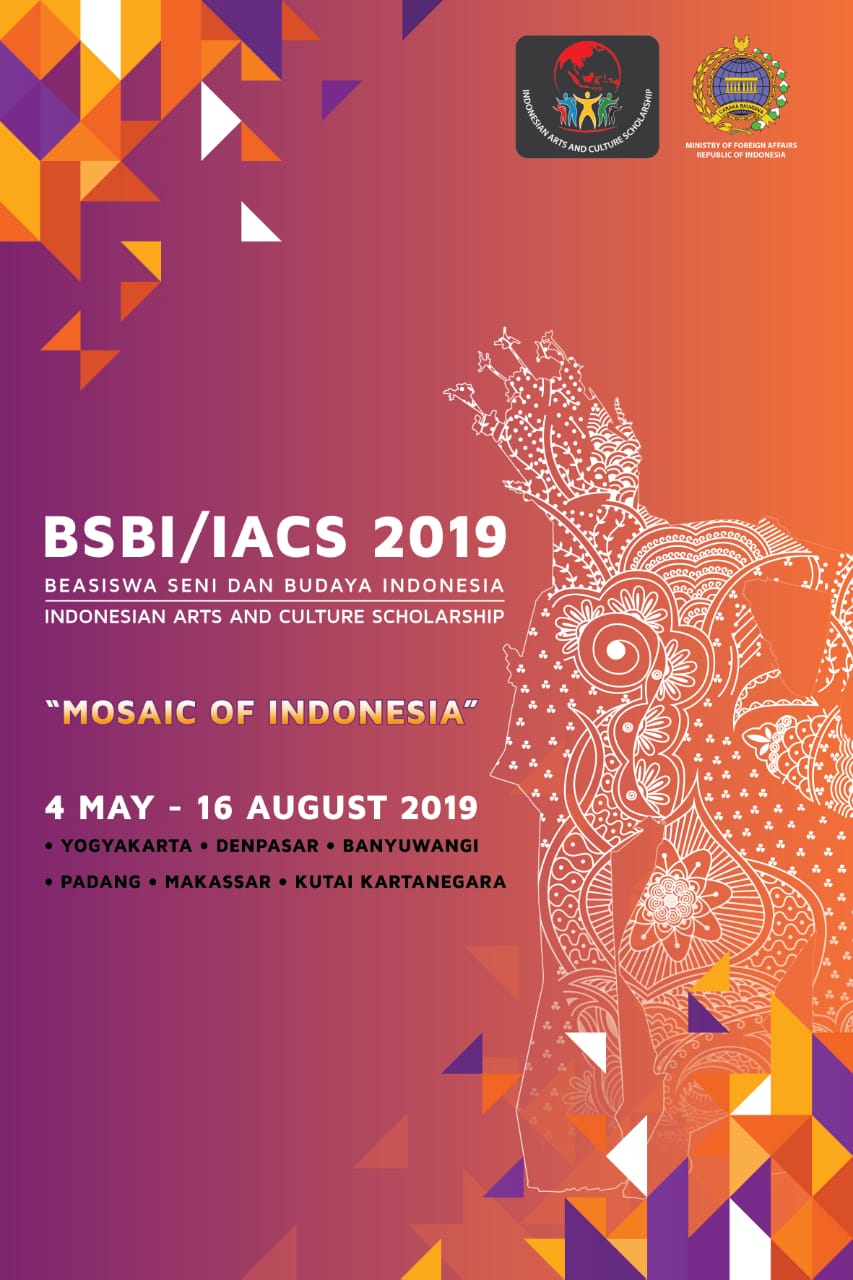 INDONESIAN ARTS AND CULTURE SCHOLARSHIP
CARAKA BHUWANA
MINISTRY OF FOREIGN AFFAIRS
REPUBLIC OF INDONESIA
BSBI/IACS 2019
BEASISWA SENI DAN BUDAYA INDONESIA
INDONESIAN ARTS AND CULTURE SCHOLARSHIP
“MOSAIC OF INDONESIA”
4 MAY - 16 AUGUST 2019
• YOGYAKARTA • DENPASAR • BANYUWANGI
• PADANG • MAKASSAR • KUTAI KARTANEGARA